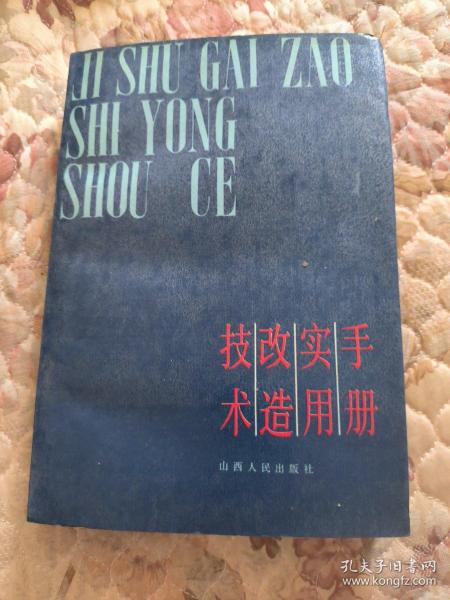 JI SHU GAI ZAO
SHI YONG
SHOU CE
技改实手
术造用册
山西人民出版社
孔夫子旧书网
www.kongfz.com